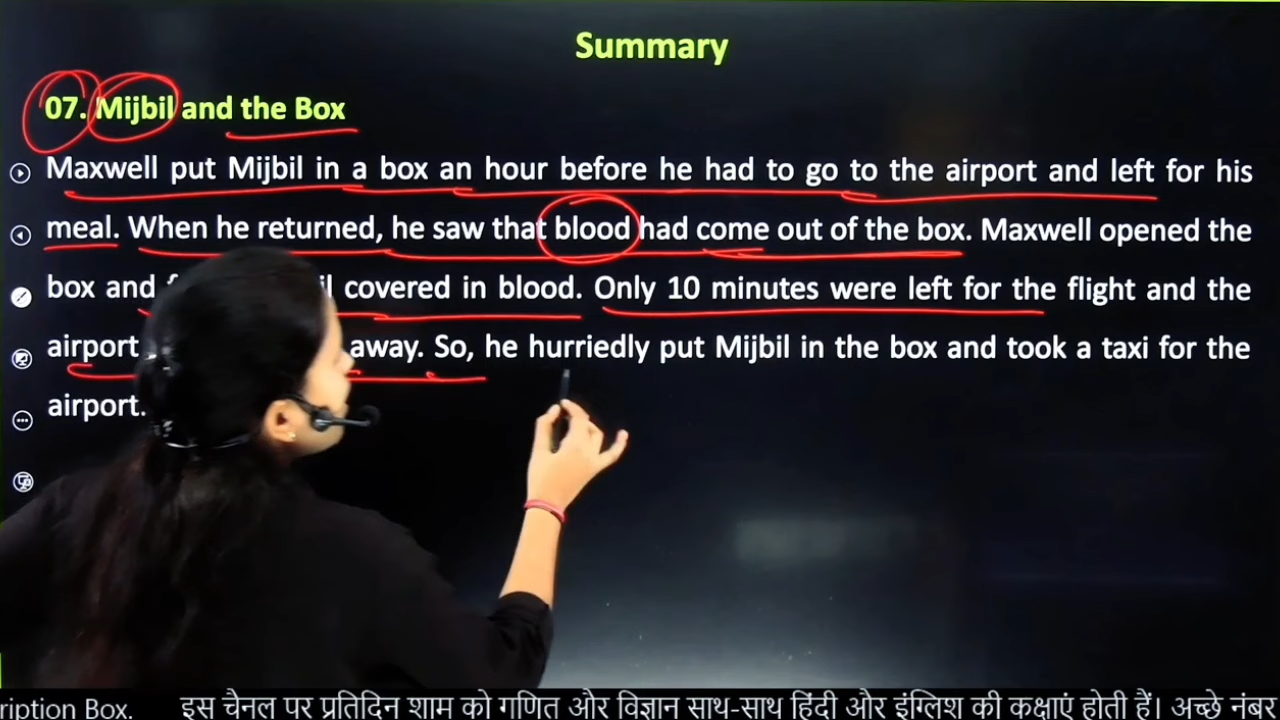 Summary
07. Mijbil and the Box
Maxwell put Mijbil in a box an hour before he had to go to the airport and left for his
meal. When he returned, he saw that blood had come out of the box. Maxwell opened the
box and covered in blood. Only 10 minutes were left for the flight and the
airport away. So, he hurriedly put Mijbil in the box and took a taxi for the
airport.
ription Box. इस चैनल पर प्रतिदिन शाम को गणित और विज्ञान साथ-साथ हिंदी और इंग्लिश की कक्षाएं होती हैं। अच्छे नंबर